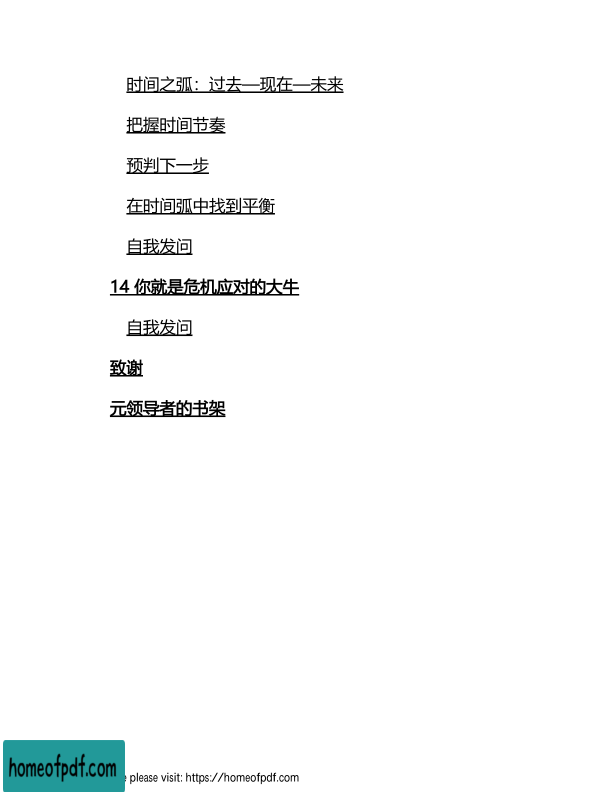 时间之弧：过去—现在—未来
把握时间节奏
预判下一步
在时间弧中找到平衡
自我发问
14 你就是危机应对的大牛
自我发问
致谢
元领导者的书架
homeofpdf.com
please visit: https://homeofpdf.com